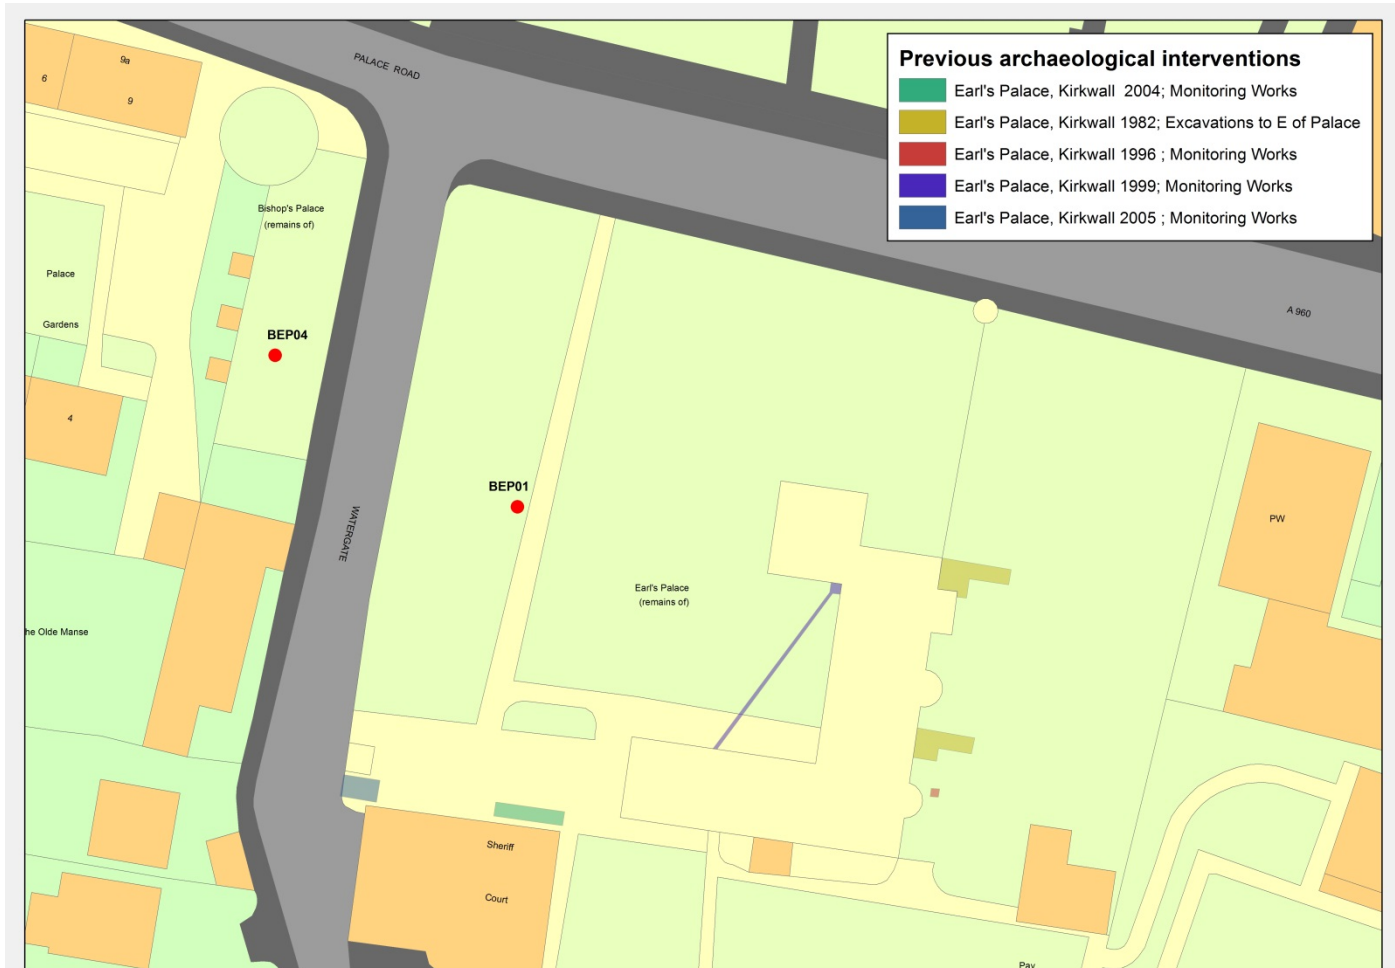 Previous archaeological interventions
Earl's Palace, Kirkwall 2004; Monitoring Works
Earl's Palace, Kirkwall 1982; Excavations to E of Palace
Earl's Palace, Kirkwall 1996 ; Monitoring Works
Earl's Palace, Kirkwall 1999; Monitoring Works
Earl's Palace, Kirkwall 2005 ; Monitoring Works
PALACE ROAD
9a
6
9
Bishop's Palace
(remains of)
Palace
Gardens
A 960
BEP04
4
BEP01
WATERGATE
PW
Earl's Palace
(remains of)
he Olde Manse
Sheriff
Court
Pav